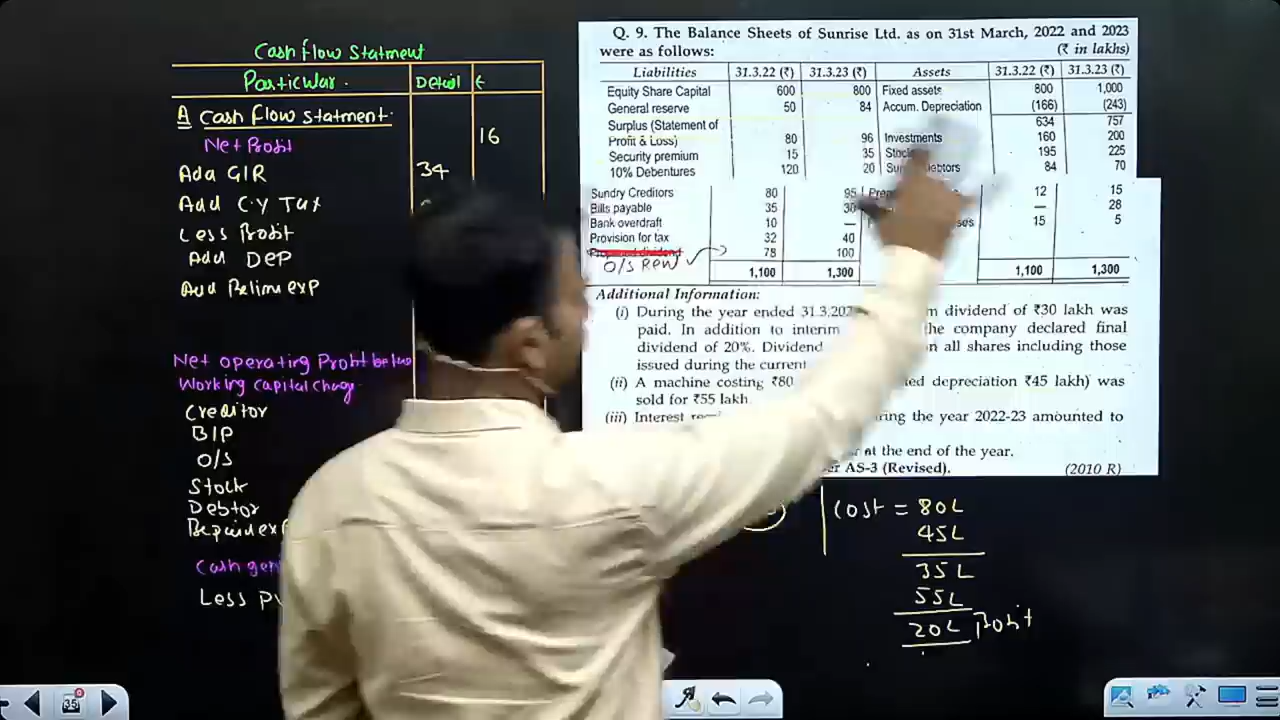 Cash flow Statment
Particular. Detail ₹
A cash flow statment.
Net Profit 16
Add GIR 34
Add C.Y Tax
Less Profit
Add DEP
Add Pelim exp
Net operating Profit before
Working capital Charge
Creditor
BIP
O/S
Stock
Debtor
Cash gen
Less
Q. 9. The Balance Sheets of Sunrise Ltd. as on 31st March, 2022 and 2023
were as follows: (₹ in lakhs)
Liabilities 31.3.22 (₹) 31.3.23 (₹) Assets 31.3.22 (₹) 31.3.23 (₹)
Equity Share Capital 600 800 Fixed assets 800 1,000
General reserve 50 84 Accum. Depreciation (166) (243)
Surplus (Statement of 634 757
Profit & Loss) 80 96 Investments 160 200
Security premium 15 35 195 225
10% Debentures 120 20 84 70
Sundry Creditors 80 95 12 15
Bills payable 35 30 — 28
Bank overdraft 10 — 15 5
Provision for tax 32 40
O/S Ren 78 100
1,100 1,300 1,100 1,300
Additional Information:
(i) During the year ended dividend of ₹30 lakh was
paid. In addition to interim the company declared final
dividend of 20%. Dividend all shares including those
issued during the current
(ii) A machine costing ₹80 depreciation ₹45 lakh) was
sold for ₹55 lakh.
(iii) Interest the year 2022-23 amounted to
at the end of the year.
AS-3 (Revised). (2010 R)
Cost = 80L
45L
35L
55L
20L Profit
35